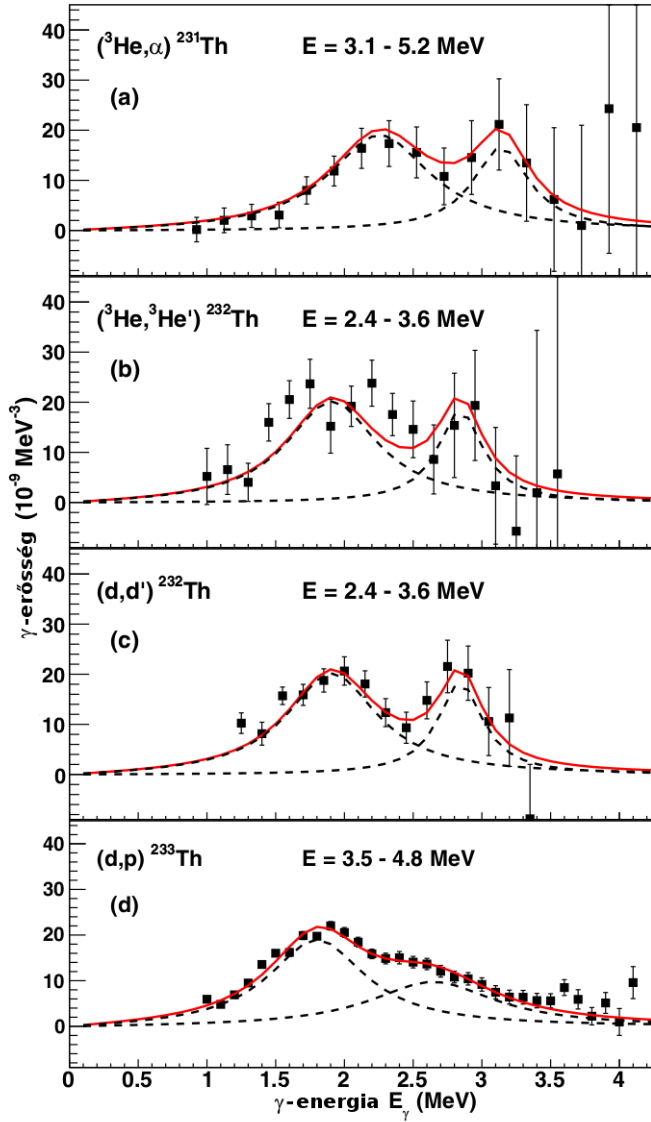 40
30
20
10
0
(³He,α) ²³¹Th E = 3.1 - 5.2 MeV
(a)
40
30
20
10
0
(³He,³He') ²³²Th E = 2.4 - 3.6 MeV
(b)
40
30
20
10
0
(d,d') ²³²Th E = 2.4 - 3.6 MeV
(c)
40
30
20
10
0
(d,p) ²³³Th E = 3.5 - 4.8 MeV
(d)
γ-erősség (10⁻⁹ MeV⁻³)
0 0.5 1 1.5 2 2.5 3 3.5 4
γ-energia Eᵧ (MeV)